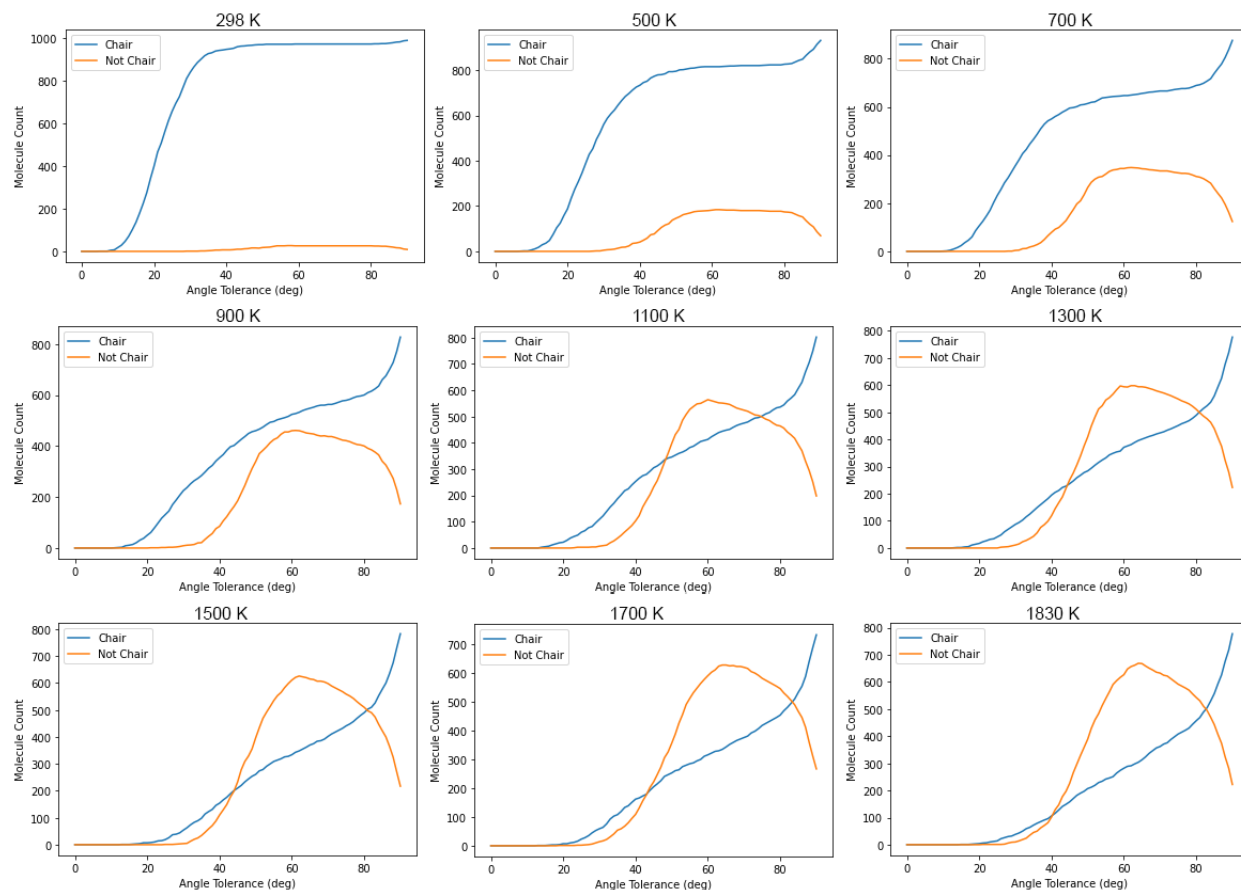 298 K
500 K
700 K
1000
800
600
400
200
0
Molecule Count
Chair
Not Chair
0 20 40 60 80
Angle Tolerance (deg)
800
600
400
200
0
Molecule Count
Chair
Not Chair
0 20 40 60 80
Angle Tolerance (deg)
800
600
400
200
0
Molecule Count
Chair
Not Chair
0 20 40 60 80
Angle Tolerance (deg)
900 K
1100 K
1300 K
800
600
400
200
0
Molecule Count
Chair
Not Chair
0 20 40 60 80
Angle Tolerance (deg)
800
700
600
500
400
300
200
100
0
Molecule Count
Chair
Not Chair
0 20 40 60 80
Angle Tolerance (deg)
800
700
600
500
400
300
200
100
0
Molecule Count
Chair
Not Chair
0 20 40 60 80
Angle Tolerance (deg)
1500 K
1700 K
1830 K
800
700
600
500
400
300
200
100
0
Molecule Count
Chair
Not Chair
0 20 40 60 80
Angle Tolerance (deg)
700
600
500
400
300
200
100
0
Molecule Count
Chair
Not Chair
0 20 40 60 80
Angle Tolerance (deg)
800
700
600
500
400
300
200
100
0
Molecule Count
Chair
Not Chair
0 20 40 60 80
Angle Tolerance (deg)